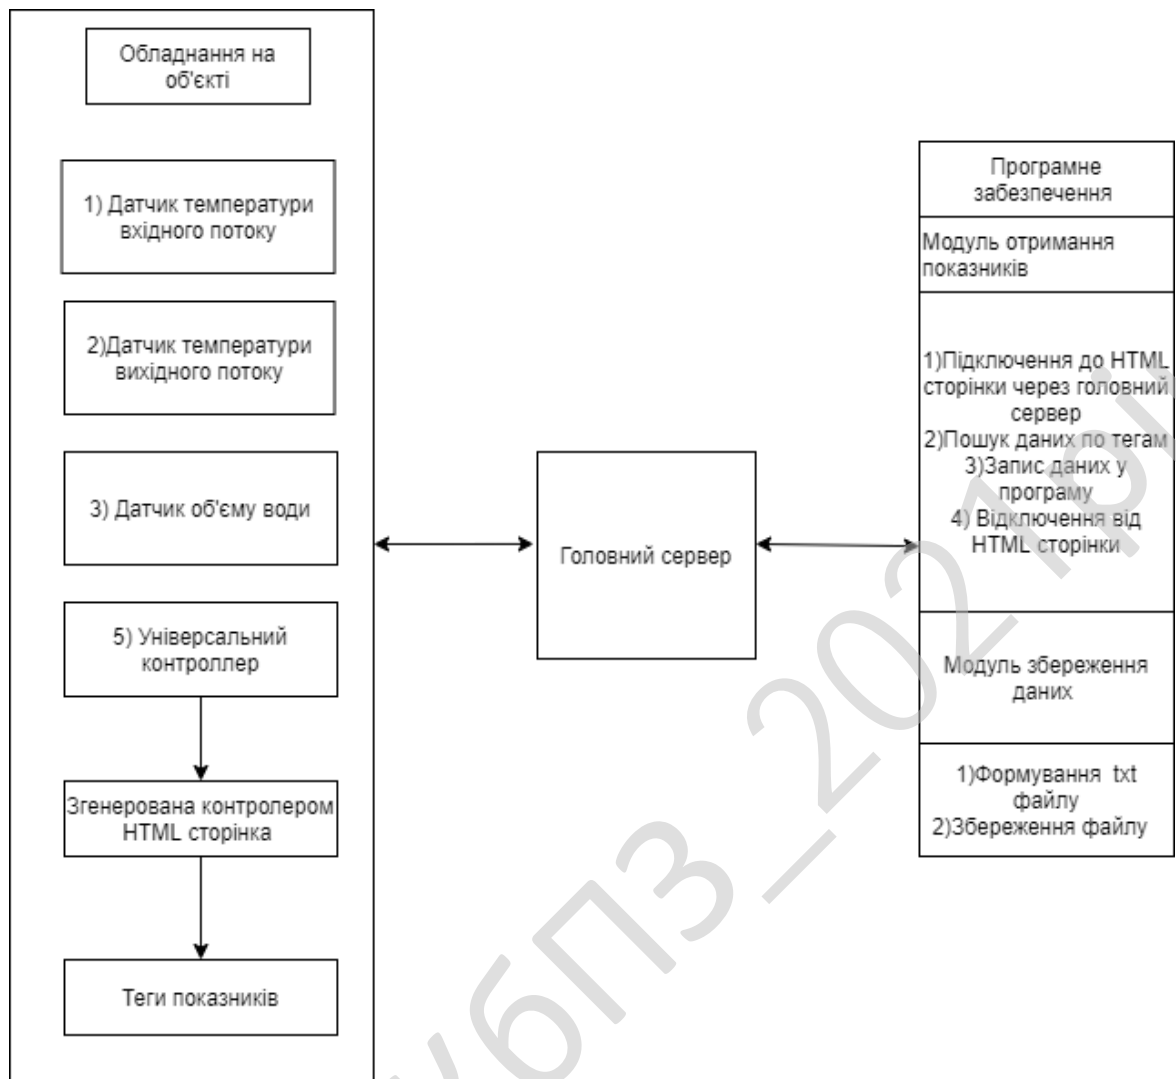 Обладнання на
об'єкті
1) Датчик температури
вхідного потоку
2)Датчик температури
вихідного потоку
3) Датчик об'єму води
5) Універсальний
контроллер
Згенерована контролером
HTML сторінка
Теги показників
Головний сервер
Програмне
забезпечення
Модуль отримання
показників
1)Підключення до HTML
сторінки через головний
сервер
2)Пошук даних по тегам
3)Запис даних у
програму
4) Відключення від
HTML сторінки
Модуль збереження
даних
1)Формування txt
файлу
2)Збереження файлу